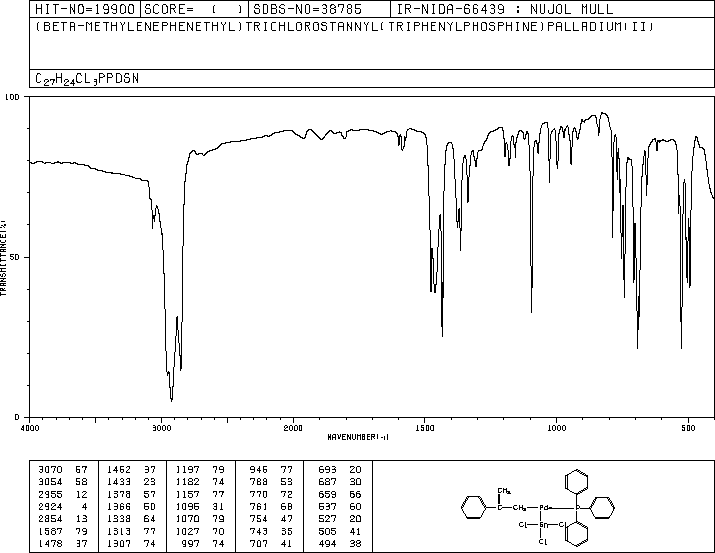 HIT-NO=19900 SCORE= ( ) SDBS-NO=38785 IR-NIDA-66439 : NUJOL MULL
(BETA-METHYLENEPHENETHYL)TRICHLOROSTANNYL(TRIPHENYLPHOSPHINE)PALLADIUM(II)
C27H24CL3PPDSN
100
50
0
TRANSMITTANCE(%)
4000 3000 2000 1500 1000 500
WAVENUMBER(-1)
3070 57 1462 37 1197 79 946 77 693 20
3054 58 1433 23 1182 74 788 53 687 30
2955 12 1378 57 1157 77 770 72 659 66
2924 4 1366 50 1096 31 761 68 537 60
2854 13 1338 64 1070 79 754 47 527 20
1587 79 1313 77 1027 70 743 35 505 41
1478 37 1307 74 997 74 707 41 494 38
CH2
C CH2 Pd P
Cl Sn Cl
Cl